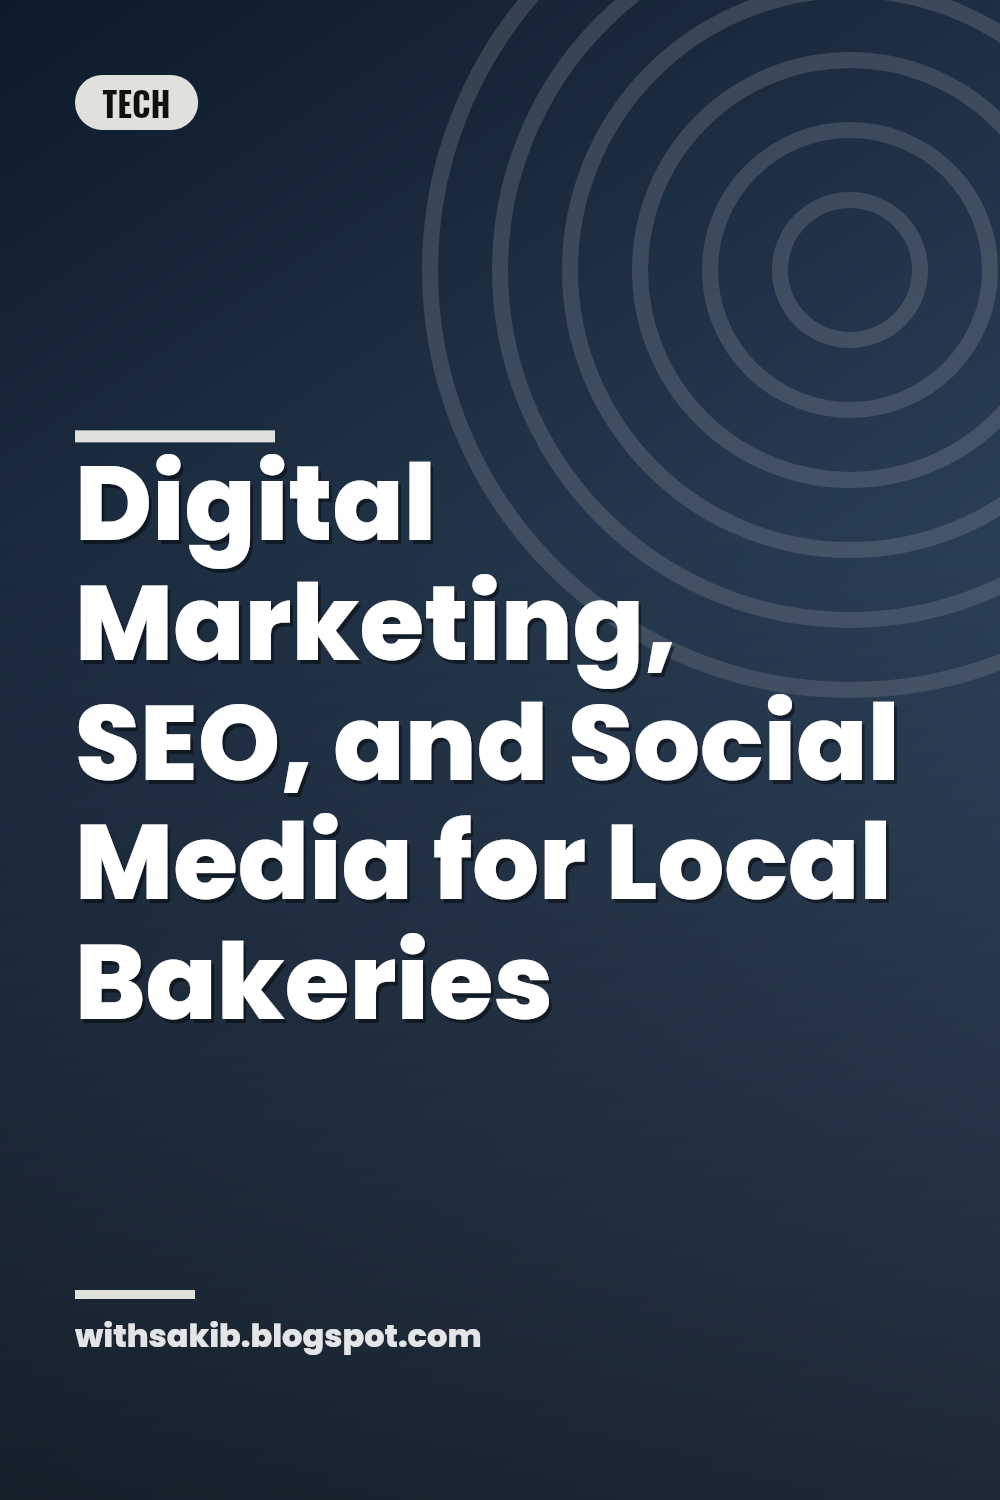 TECH
Digital
Marketing,
SEO, and Social
Media for Local
Bakeries
withsakib.blogspot.com